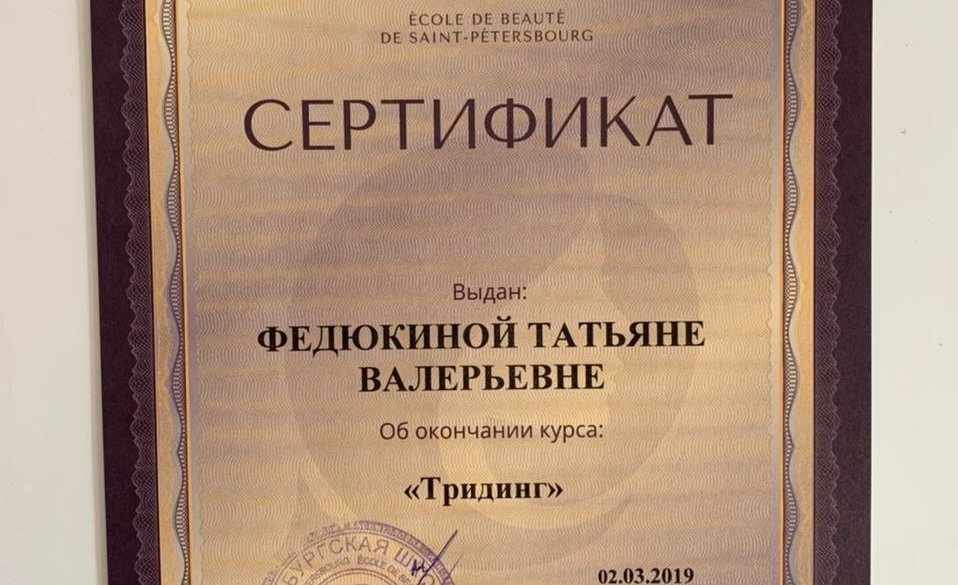 ÉCOLE DE BEAUTÉ
DE SAINT-PÉTERSBOURG
СЕРТИФИКАТ
Выдан:
ФЕДЮКИНОЙ ТАТЬЯНЕ
ВАЛЕРЬЕВНЕ
Об окончании курса:
«Тридинг»
02.03.2019